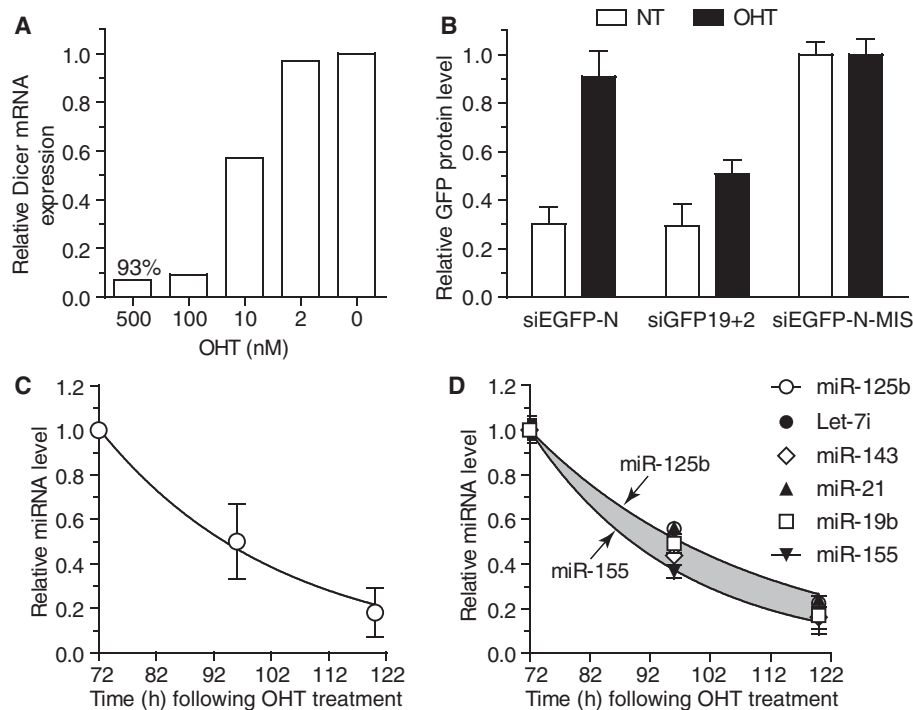 A
Relative Dicer mRNA
expression
1.0
0.8
0.6
0.4
0.2
0.0
93%
500 100 10 2 0
OHT (nM)
B
NT OHT
Relative GFP protein level
1.0
0.8
0.6
0.4
0.2
0.0
siEGFP-N siGFP19+2 siEGFP-N-MIS
C
Relative miRNA level
1.2
1.0
0.8
0.6
0.4
0.2
0.0
72 82 92 102 112 122
Time (h) following OHT treatment
D
Relative miRNA level
1.2
1.0
0.8
0.6
0.4
0.2
0.0
miR-125b
miR-155
72 82 92 102 112 122
Time (h) following OHT treatment
miR-125b
Let-7i
miR-143
miR-21
miR-19b
miR-155